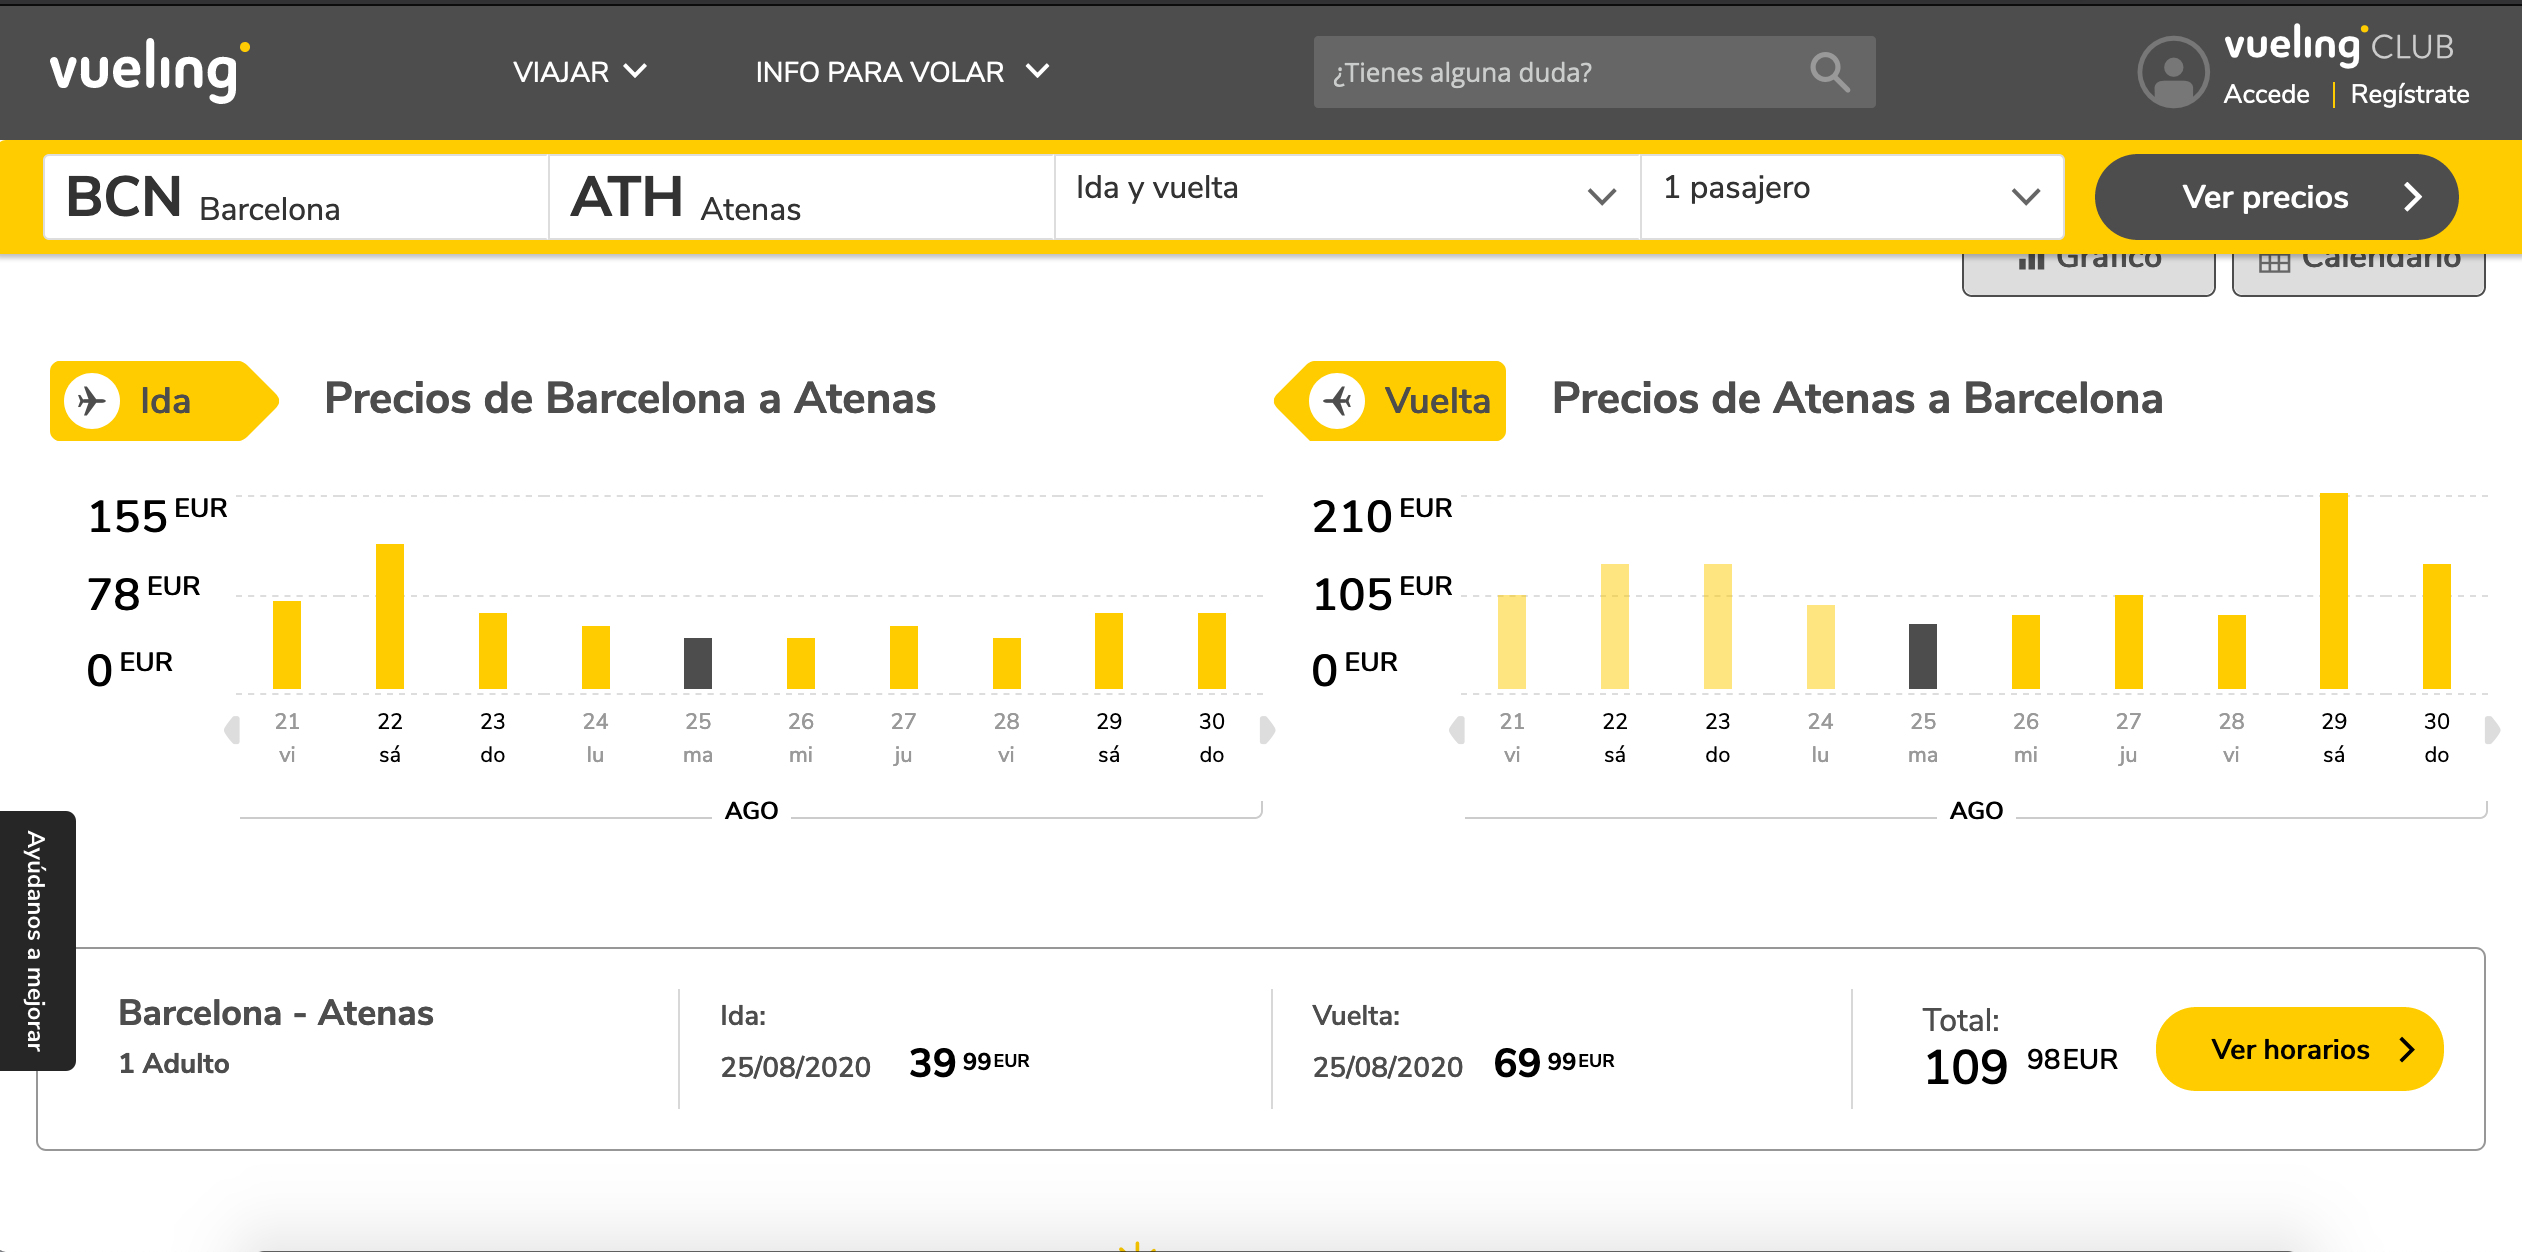 vueling
VIAJAR
INFO PARA VOLAR
¿Tienes alguna duda?
vueling CLUB
Accede | Regístrate
BCN Barcelona
ATH Atenas
Ida y vuelta
1 pasajero
Ver precios
Gráfico
Calendario
Ida
Precios de Barcelona a Atenas
155 EUR
78 EUR
0 EUR
21 22 23 24 25 26 27 28 29 30
vi sá do lu ma mi ju vi sá do
AGO
Vuelta
Precios de Atenas a Barcelona
210 EUR
105 EUR
0 EUR
21 22 23 24 25 26 27 28 29 30
vi sá do lu ma mi ju vi sá do
AGO
Ayúdanos a mejorar
Barcelona - Atenas
1 Adulto
Ida:
25/08/2020 39 99EUR
Vuelta:
25/08/2020 69 99EUR
Total:
109 98EUR
Ver horarios